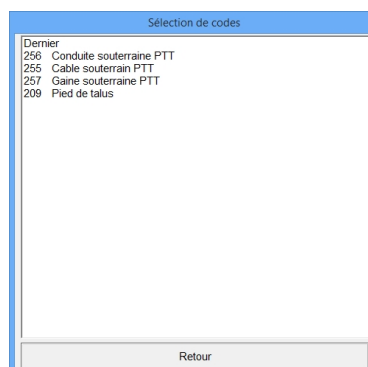 Sélection de codes
Dernier
256 Conduite souterraine PTT
255 Cable souterrain PTT
257 Gaine souterraine PTT
209 Pied de talus
Retour